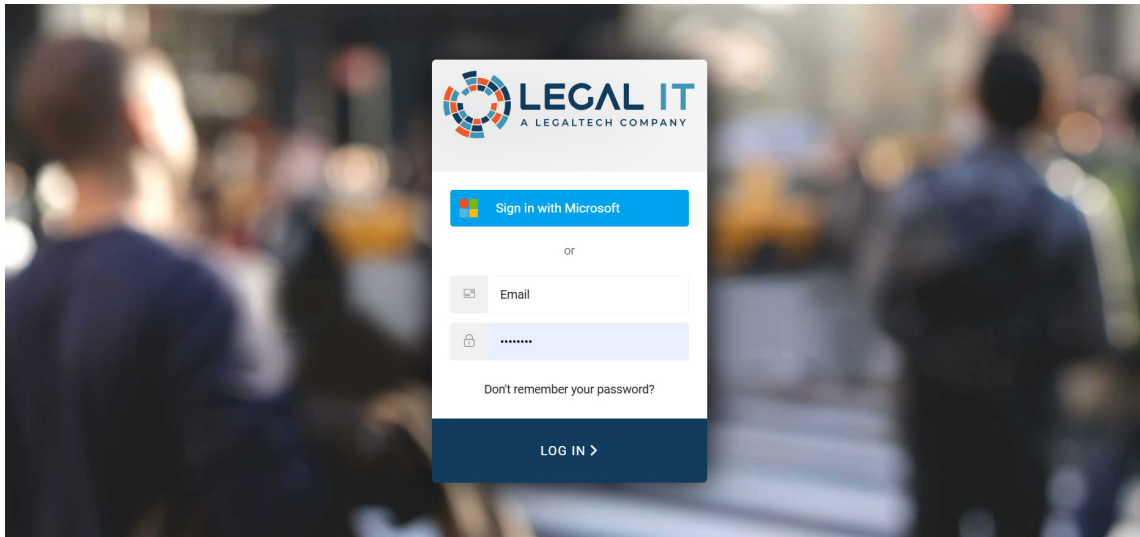 LEGAL IT
A LEGALTECH COMPANY
Sign in with Microsoft
or
Email
••••••••
Don't remember your password?
LOG IN >